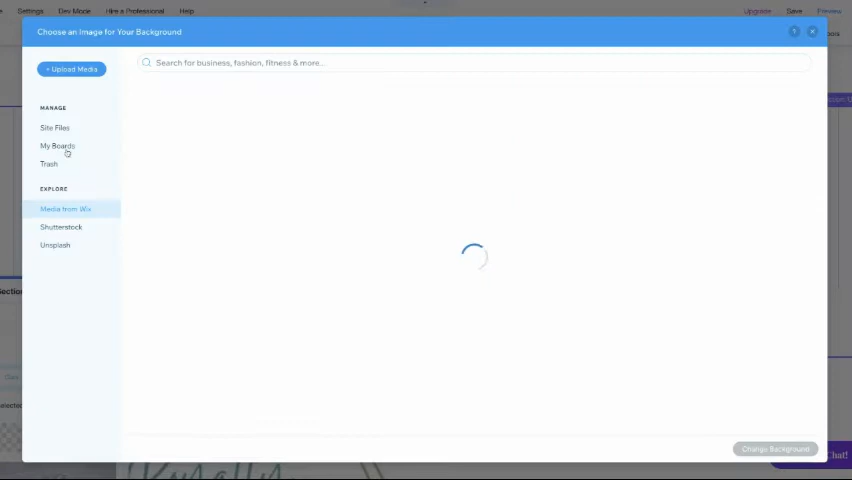 Settings Dev Mode Hire a Professional Help Upgrade Save Preview
Choose an Image for Your Background
?
+ Upload Media
Search for business, fashion, fitness & more...
MANAGE
Site Files
My Boards
Trash
EXPLORE
Media from Wix
Shutterstock
Unsplash
Change Background
Chat!